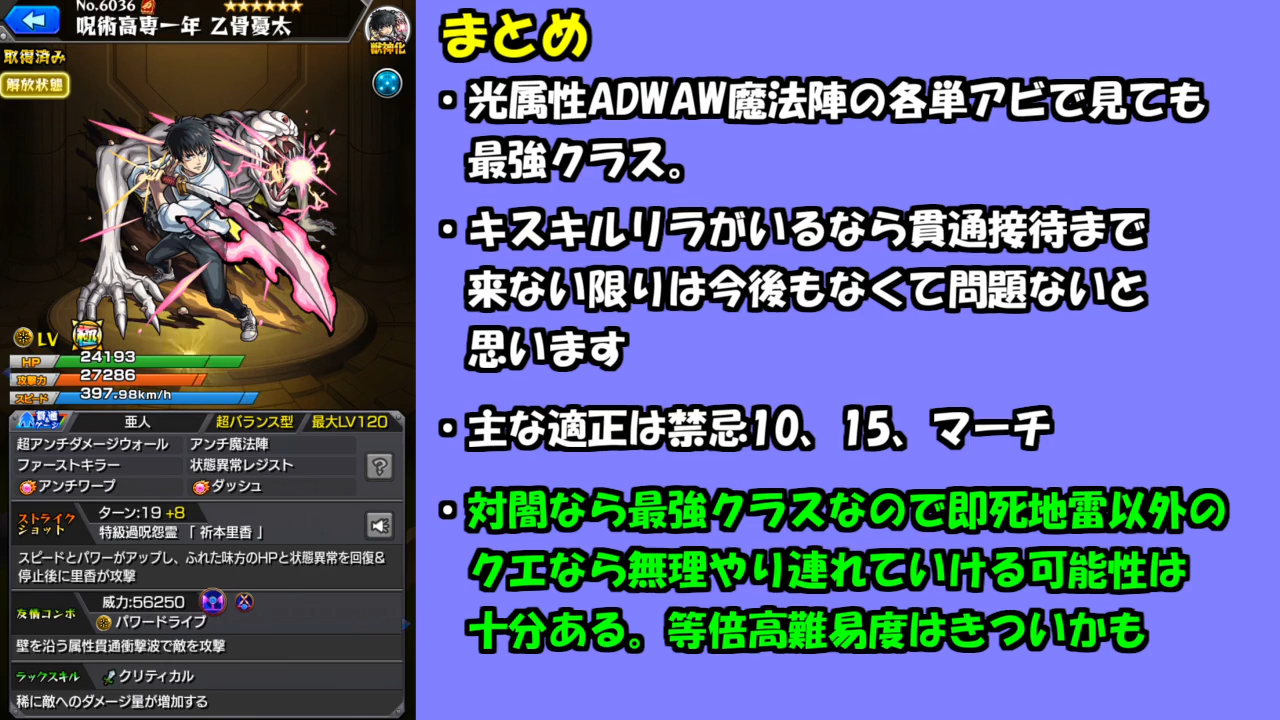 No.6036
呪術高専一年 乙骨憂太
獣神化
取得済み
解放状態
LV 極
HP 24193
攻撃力 27286
スピード 397.98km/h
貫通 亜人 超バランス型 最大LV120
超アンチダメージウォール アンチ魔法陣
ファーストキラー 状態異常レジスト
アンチワープ ダッシュ
?
ストライクショット ターン:19 +8
特級過呪怨霊 「 祈本里香 」
スピードとパワーがアップし、ふれた味方のHPと状態異常を回復&
停止後に里香が攻撃
友情コンボ 威力:56250
パワードライブ
壁を沿う属性貫通衝撃波で敵を攻撃
ラックスキル クリティカル
稀に敵へのダメージ量が増加する
まとめ
・光属性ADWAW魔法陣の各単アビで見ても
最強クラス。
・キスキルリラがいるなら貫通接待まで
来ない限りは今後もなくて問題ないと
思います
・主な適正は禁忌10、15、マーチ
・対闇なら最強クラスなので即死地雷以外の
クエなら無理やり連れていける可能性は
十分ある。等倍高難易度はきついかも